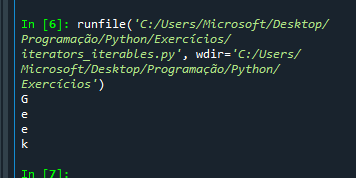 In [6]: runfile('C:/Users/Microsoft/Desktop/
Programação/Python/Exercícios/
iterators_iterables.py', wdir='C:/Users/
Microsoft/Desktop/Programação/Python/
Exercícios')
G
e
e
k
In [7]: